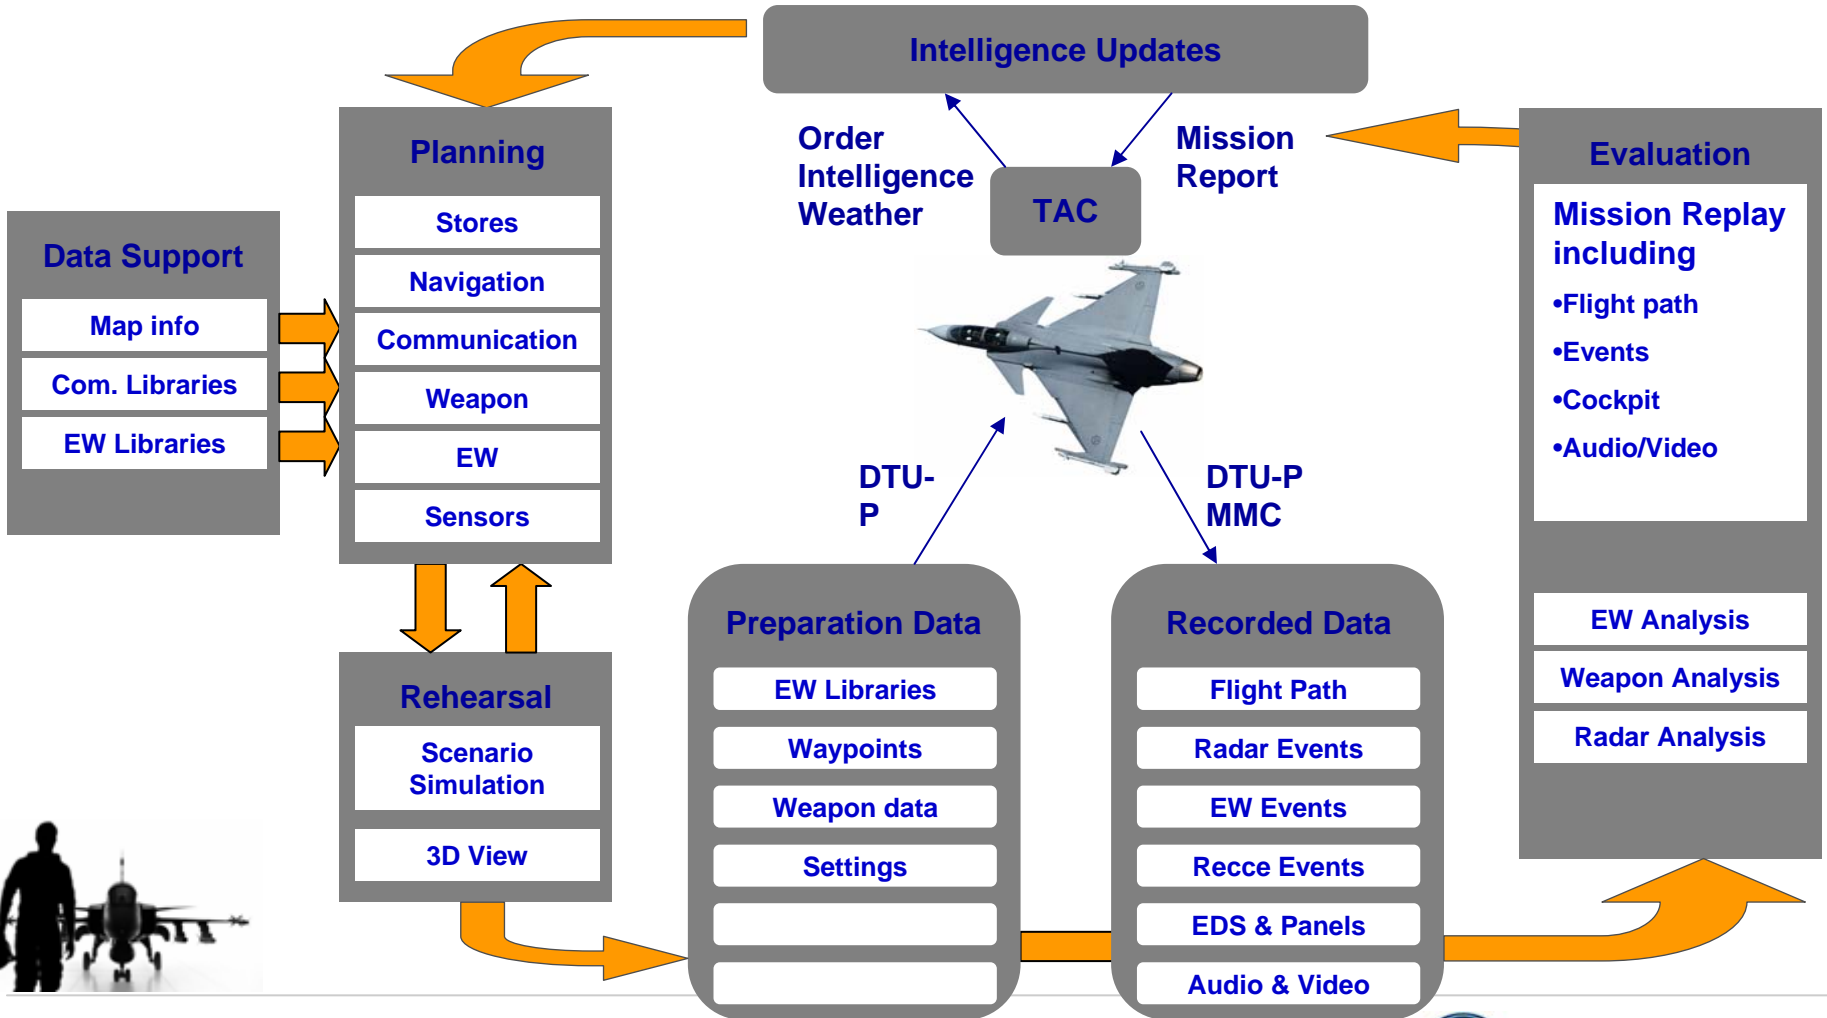 Intelligence Updates
Order
Intelligence
Weather
Mission
Report
TAC
Planning
Stores
Navigation
Communication
Weapon
EW
Sensors
Data Support
Map info
Com. Libraries
EW Libraries
Rehearsal
Scenario
Simulation
3D View
DTU-
P
DTU-P
MMC
Preparation Data
EW Libraries
Waypoints
Weapon data
Settings
Recorded Data
Flight Path
Radar Events
EW Events
Recce Events
EDS & Panels
Audio & Video
Evaluation
Mission Replay
including
•Flight path
•Events
•Cockpit
•Audio/Video
EW Analysis
Weapon Analysis
Radar Analysis